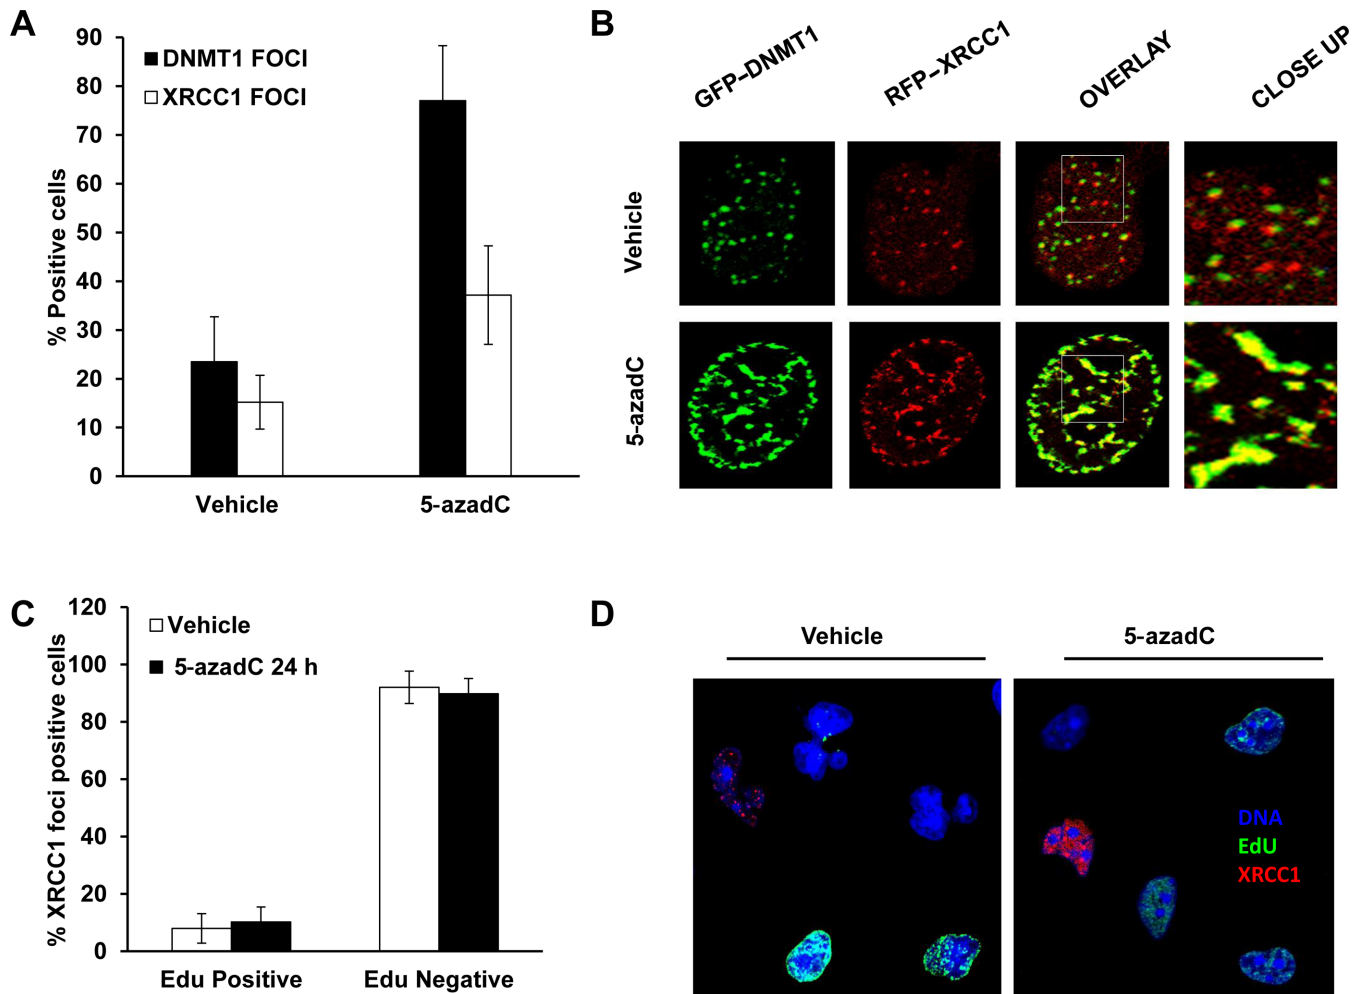 A
% Positive cells
90
80
70
60
50
40
30
20
10
0
DNMT1 FOCI
XRCC1 FOCI
Vehicle
5-azadC
B
GFP-DNMT1
RFP-XRCC1
OVERLAY
CLOSE UP
Vehicle
5-azadC
C
% XRCC1 foci positive cells
120
100
80
60
40
20
0
Vehicle
5-azadC 24 h
Edu Positive
Edu Negative
D
Vehicle
5-azadC
DNA
EdU
XRCC1